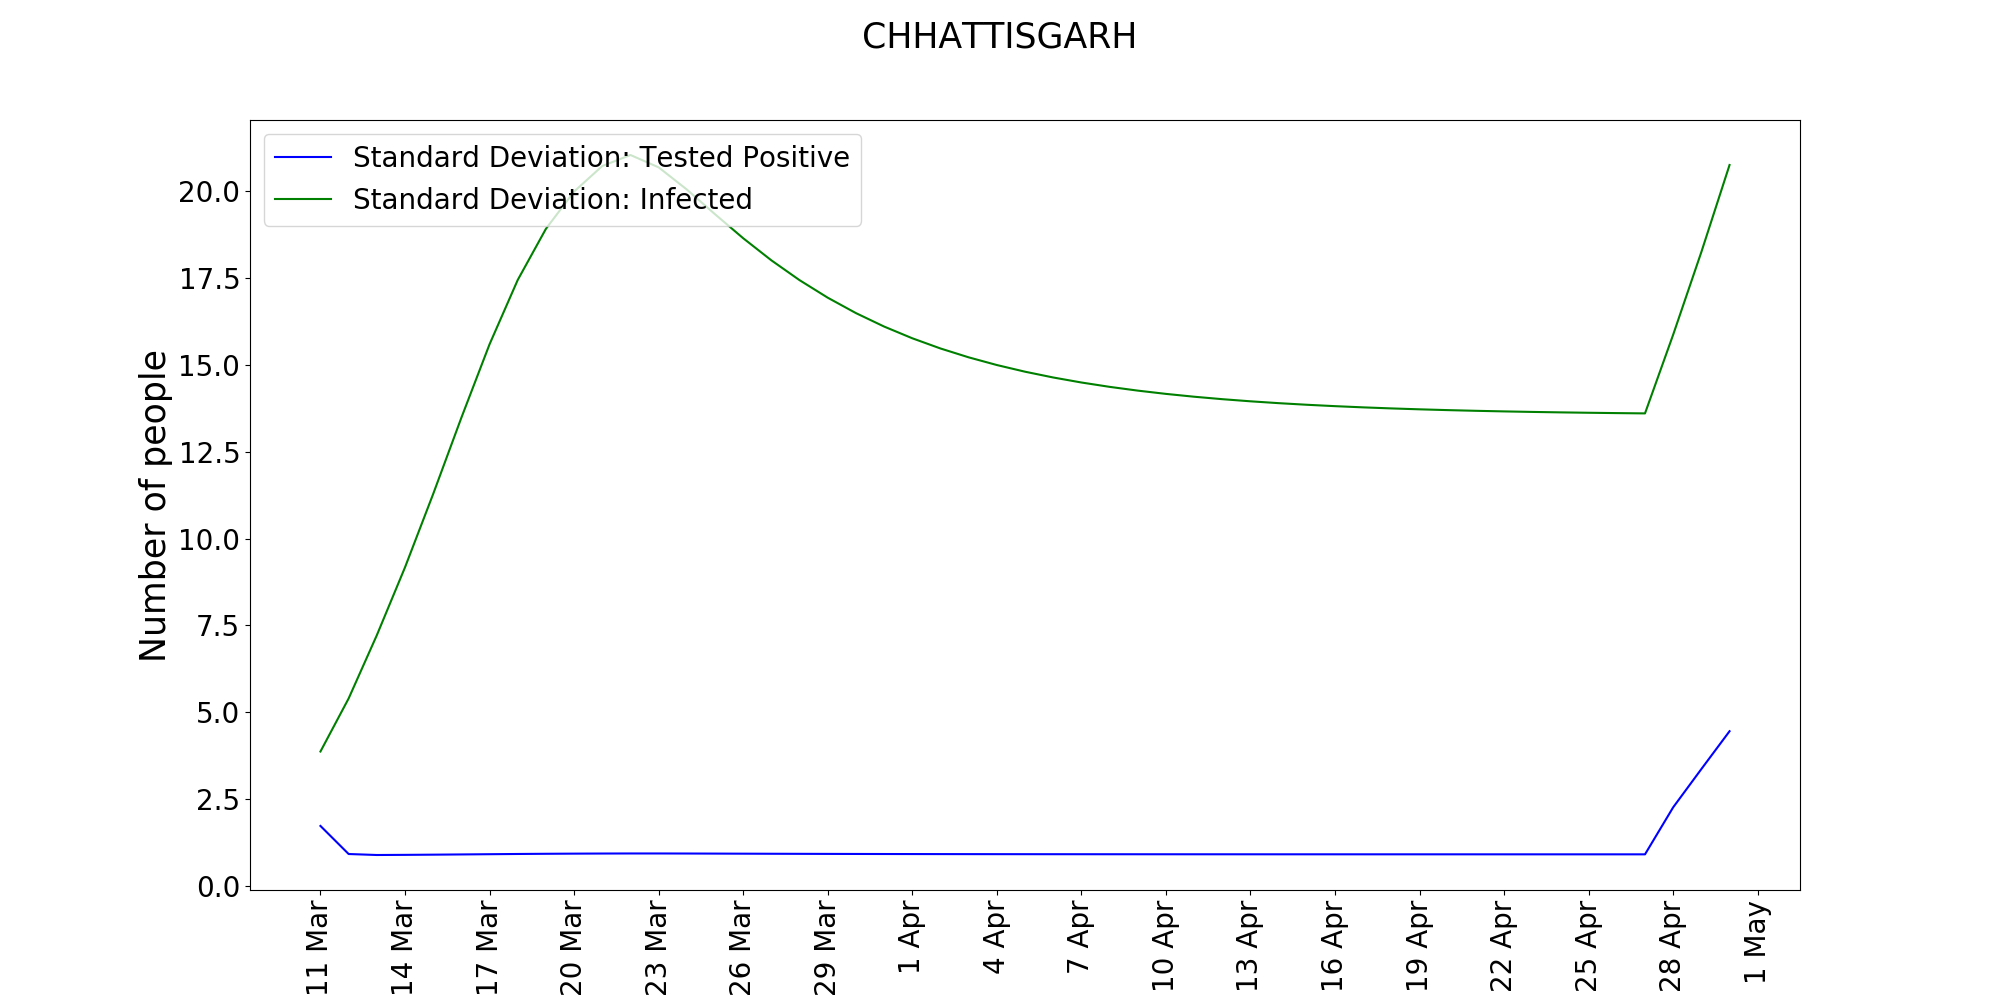 CHHATTISGARH
Standard Deviation: Tested Positive
Standard Deviation: Infected
Number of people
20.0
17.5
15.0
12.5
10.0
7.5
5.0
2.5
0.0
11 Mar
14 Mar
17 Mar
20 Mar
23 Mar
26 Mar
29 Mar
1 Apr
4 Apr
7 Apr
10 Apr
13 Apr
16 Apr
19 Apr
22 Apr
25 Apr
28 Apr
1 May